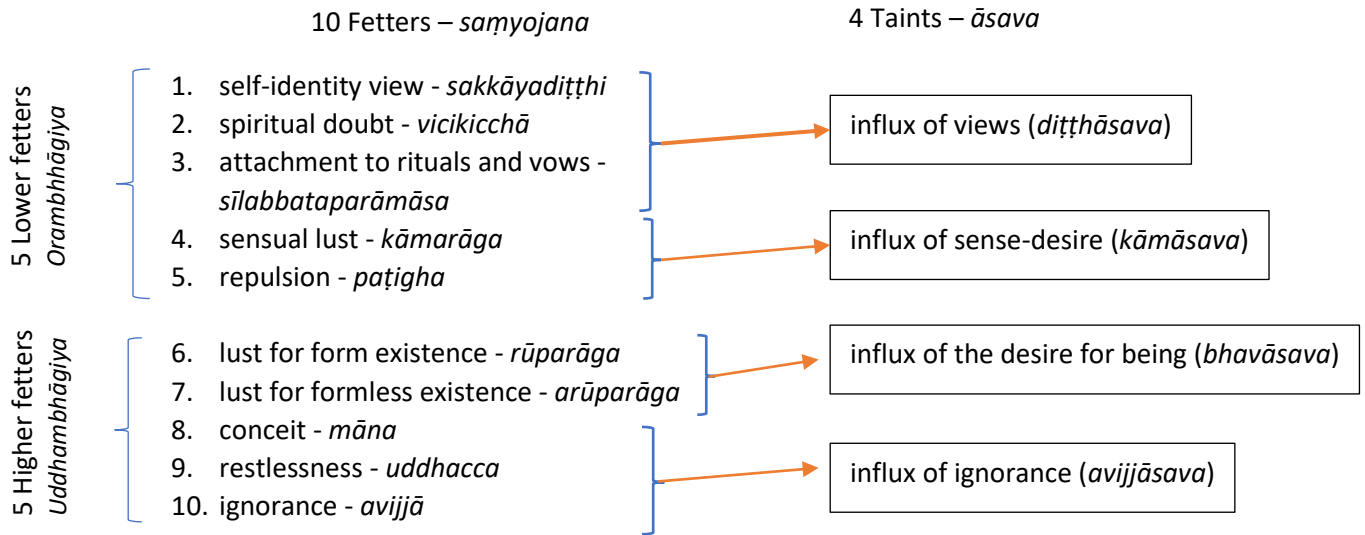 10 Fetters – saṃyojana
4 Taints – āsava
5 Lower fetters
Orambhhāgiya
1. self-identity view - sakkāyadiṭṭhi
2. spiritual doubt - vicikicchā
3. attachment to rituals and vows -
sīlabbataparāmāsa
4. sensual lust - kāmarāga
5. repulsion - paṭigha
influx of views (diṭṭhāsava)
influx of sense-desire (kāmāsava)
5 Higher fetters
Uddhambhāgiya
6. lust for form existence - rūparāga
7. lust for formless existence - arūparāga
8. conceit - māna
9. restlessness - uddhacca
10. ignorance - avijjā
influx of the desire for being (bhavāsava)
influx of ignorance (avijjāsava)